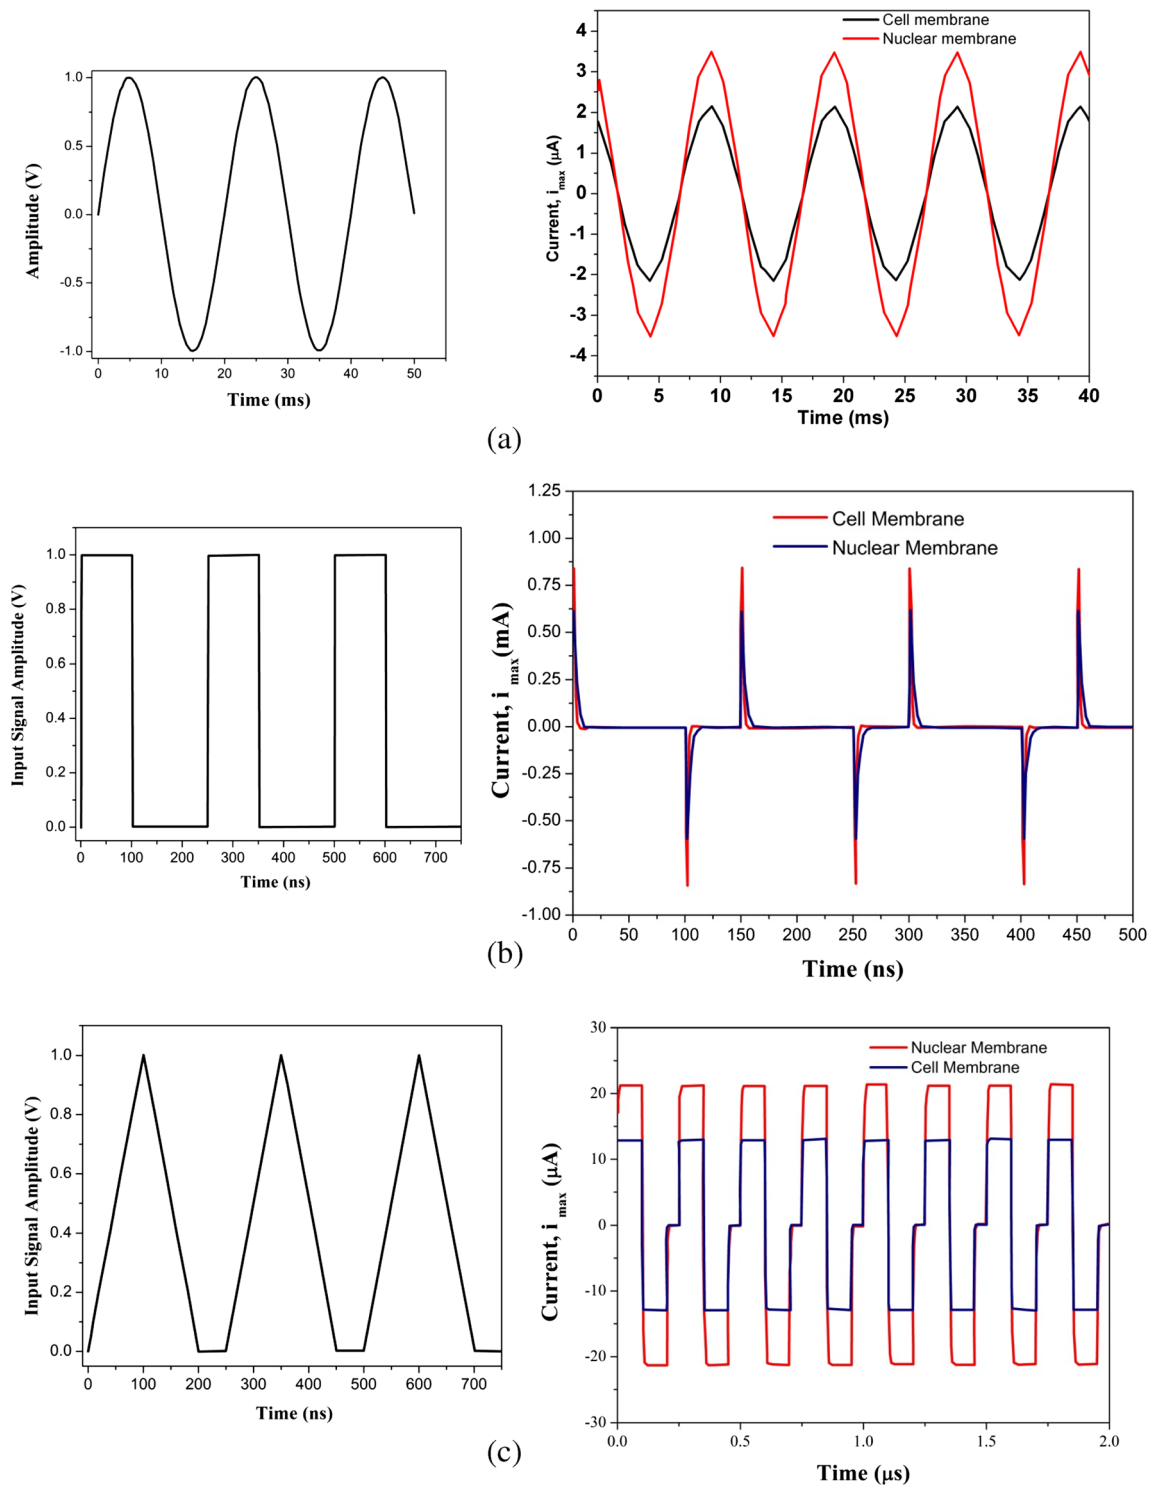 1.0
0.5
0.0
-0.5
-1.0
Amplitude (V)
0 10 20 30 40 50
Time (ms)
Cell membrane
Nuclear membrane
4
3
2
1
0
-1
-2
-3
-4
Current, i max (μA)
0 5 10 15 20 25 30 35 40
Time (ms)
(a)
1.0
0.8
0.6
0.4
0.2
0.0
Input Signal Amplitude (V)
0 100 200 300 400 500 600 700
Time (ns)
Cell Membrane
Nuclear Membrane
1.25
1.00
0.75
0.50
0.25
0.00
-0.25
-0.50
-0.75
-1.00
Current, i max (mA)
0 50 100 150 200 250 300 350 400 450 500
Time (ns)
(b)
1.0
0.8
0.6
0.4
0.2
0.0
Input Signal Amplitude (V)
0 100 200 300 400 500 600 700
Time (ns)
Nuclear Membrane
Cell Membrane
30
20
10
0
-10
-20
-30
Current, i max (μA)
0.0 0.5 1.0 1.5 2.0
Time (μs)
(c)